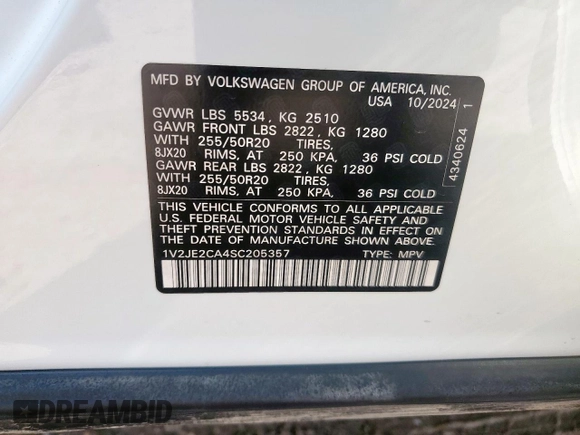 MFD BY VOLKSWAGEN GROUP OF AMERICA, INC.
USA 10/2024
GVWR LBS 5534, KG 2510
GAWR FRONT LBS 2822, KG 1280
WITH 255/50R20 TIRES,
8JX20 RIMS, AT 250 KPA, 36 PSI COLD
GAWR REAR LBS 2822, KG 1280
WITH 255/50R20 TIRES,
8JX20 RIMS, AT 250 KPA, 36 PSI COLD
THIS VEHICLE CONFORMS TO ALL APPLICABLE
U.S. FEDERAL MOTOR VEHICLE SAFETY AND
THEFT PREVENTION STANDARDS IN EFFECT ON
THE DATE OF MANUFACTURE SHOWN ABOVE.
1V2JE2CA4SC205357 TYPE: MPV
4340624 1
DREAMBID